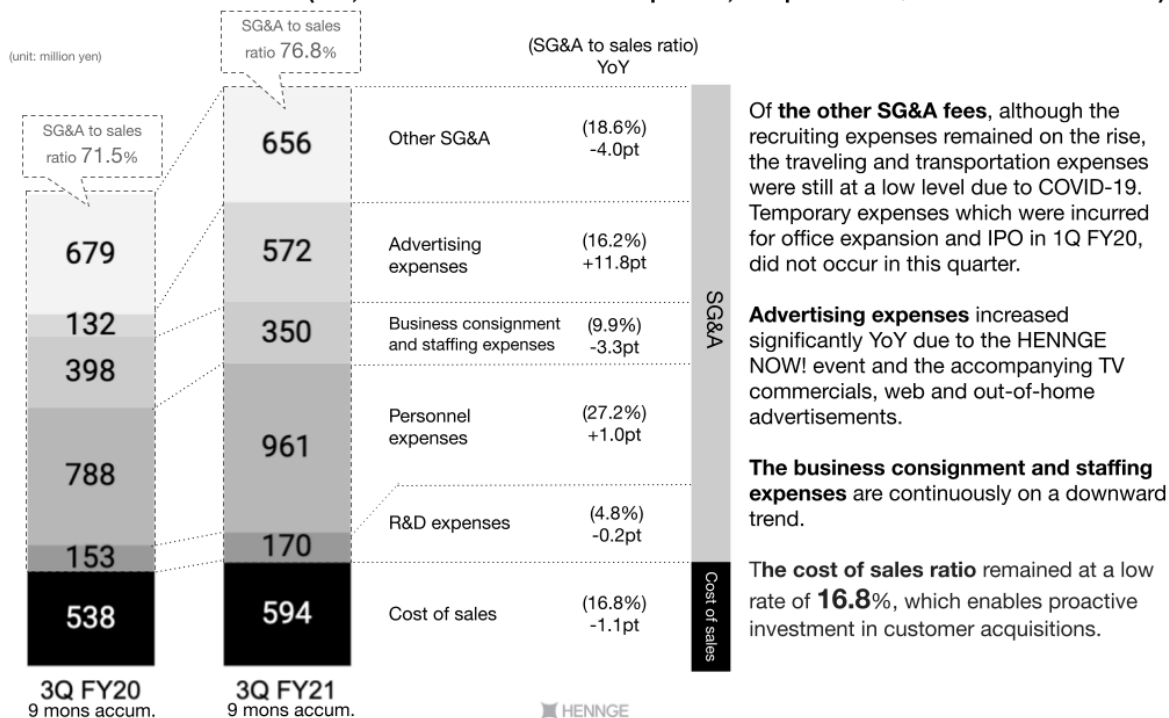 (unit: million yen)
SG&A to sales
ratio 71.5%
679
132
398
788
153
538
3Q FY20
9 mons accum.
SG&A to sales
ratio 76.8%
656
572
350
961
170
594
3Q FY21
9 mons accum.
(SG&A to sales ratio)
YoY
Other SG&A
(18.6%)
-4.0pt
Advertising
expenses
(16.2%)
+11.8pt
Business consignment
and staffing expenses
(9.9%)
-3.3pt
Personnel
expenses
(27.2%)
+1.0pt
R&D expenses
(4.8%)
-0.2pt
Cost of sales
(16.8%)
-1.1pt
SG&A
Cost of sales
Of the other SG&A fees, although the
recruiting expenses remained on the rise,
the traveling and transportation expenses
were still at a low level due to COVID-19.
Temporary expenses which were incurred
for office expansion and IPO in 1Q FY20,
did not occur in this quarter.
Advertising expenses increased
significantly YoY due to the HENNGE
NOW! event and the accompanying TV
commercials, web and out-of-home
advertisements.
The business consignment and staffing
expenses are continuously on a downward
trend.
The cost of sales ratio remained at a low
rate of 16.8%, which enables proactive
investment in customer acquisitions.
HENNGE